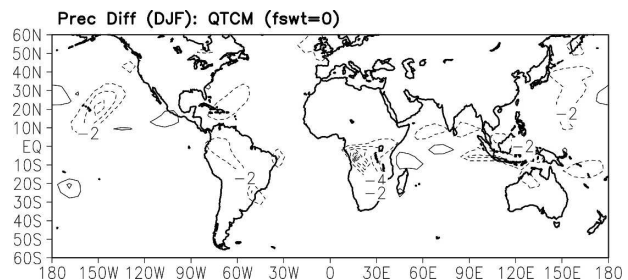 Prec Diff (DJF): QTCM (fswt=0)
60N
50N
40N
30N
20N
10N
EQ
10S
20S
30S
40S
50S
60S
-2
-2
-2
-4
-2
-2
-2
180 150W 120W 90W 60W 30W 0 30E 60E 90E 120E 150E 180